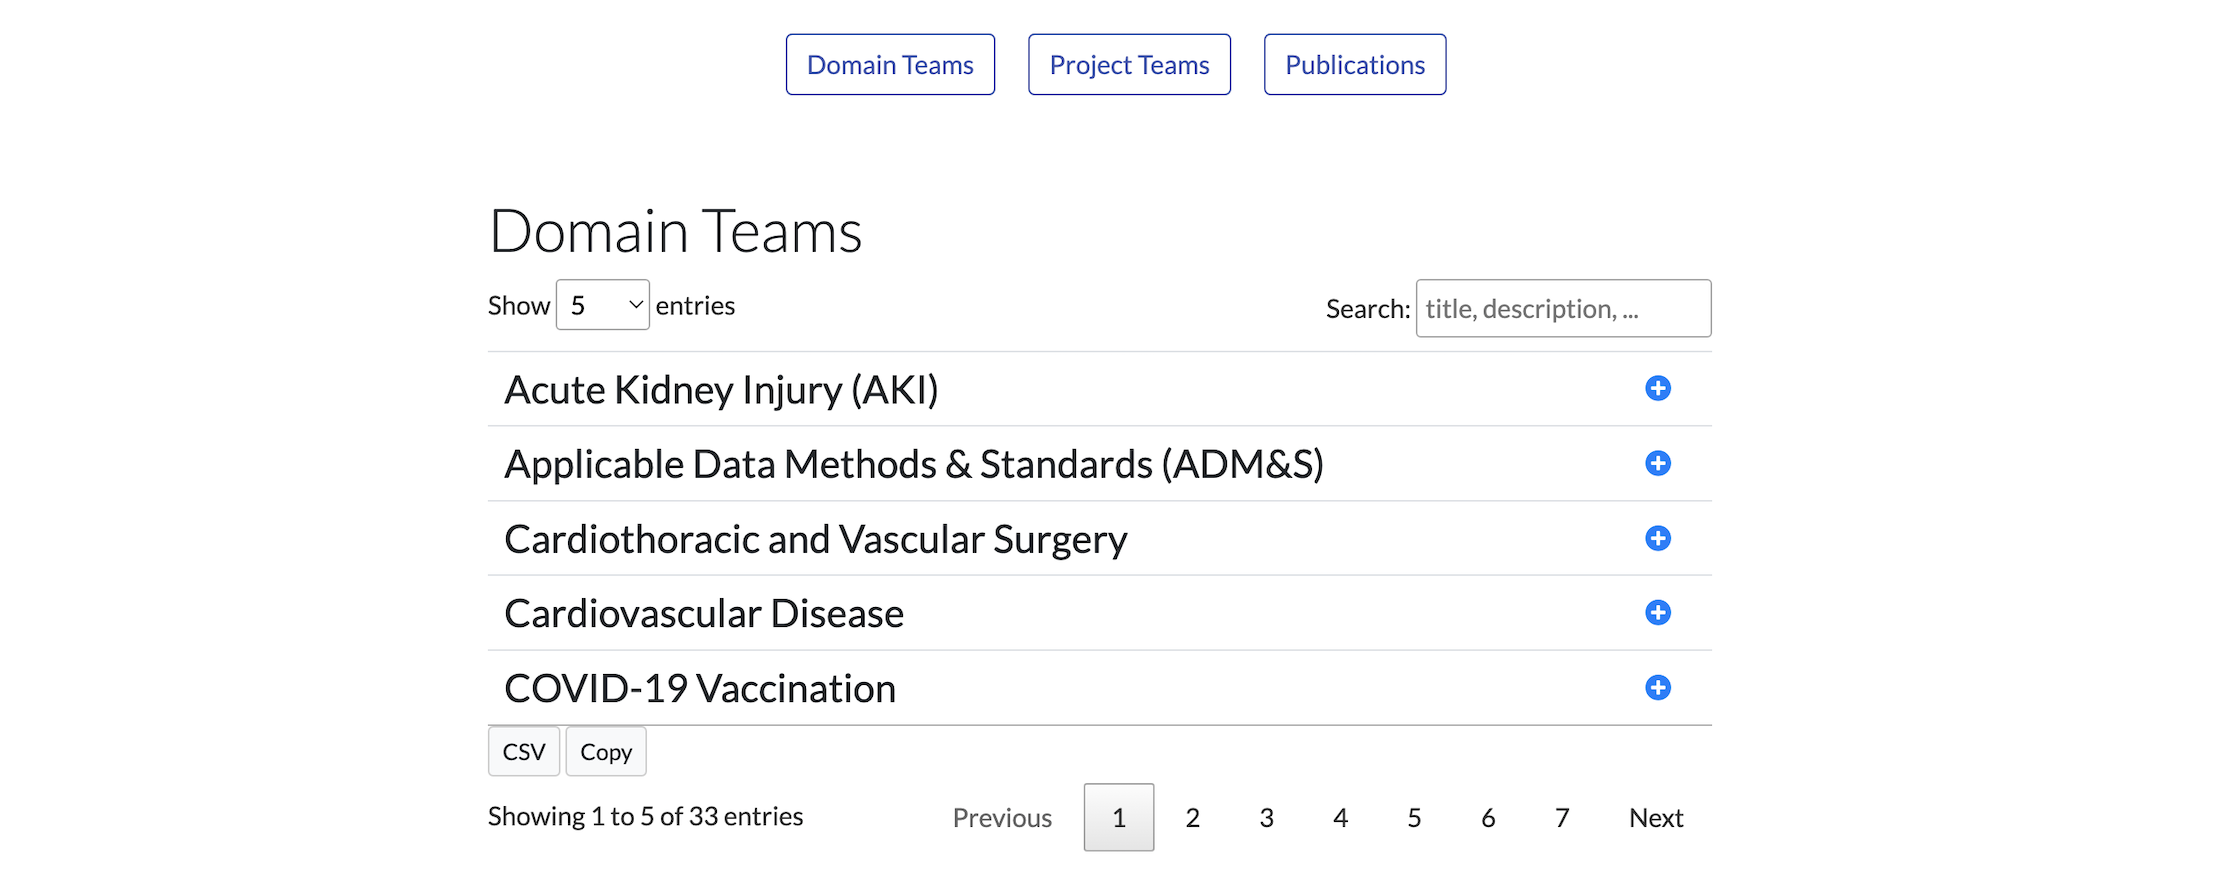 Domain Teams Project Teams Publications
Domain Teams
Show 5 entries Search: title, description, ...
Acute Kidney Injury (AKI)
Applicable Data Methods & Standards (ADM&S)
Cardiothoracic and Vascular Surgery
Cardiovascular Disease
COVID-19 Vaccination
CSV Copy
Showing 1 to 5 of 33 entries Previous 1 2 3 4 5 6 7 Next